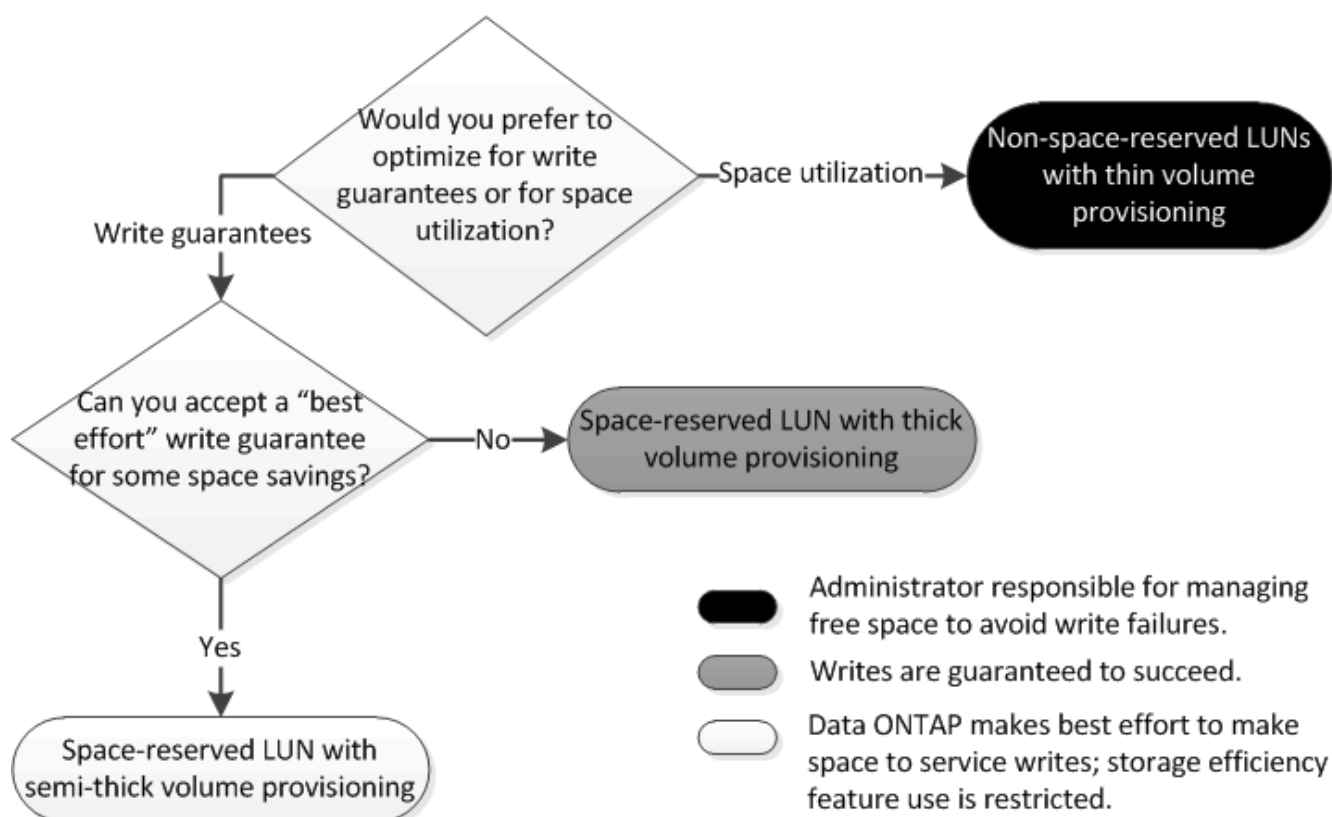 Would you prefer to
optimize for write
guarantees or for space
utilization?
Space utilization
Non-space-reserved LUNs
with thin volume
provisioning
Write guarantees
Can you accept a “best
effort” write guarantee
for some space savings?
No
Space-reserved LUN with thick
volume provisioning
Yes
Space-reserved LUN with
semi-thick volume provisioning
Administrator responsible for managing
free space to avoid write failures.
Writes are guaranteed to succeed.
Data ONTAP makes best effort to make
space to service writes; storage efficiency
feature use is restricted.